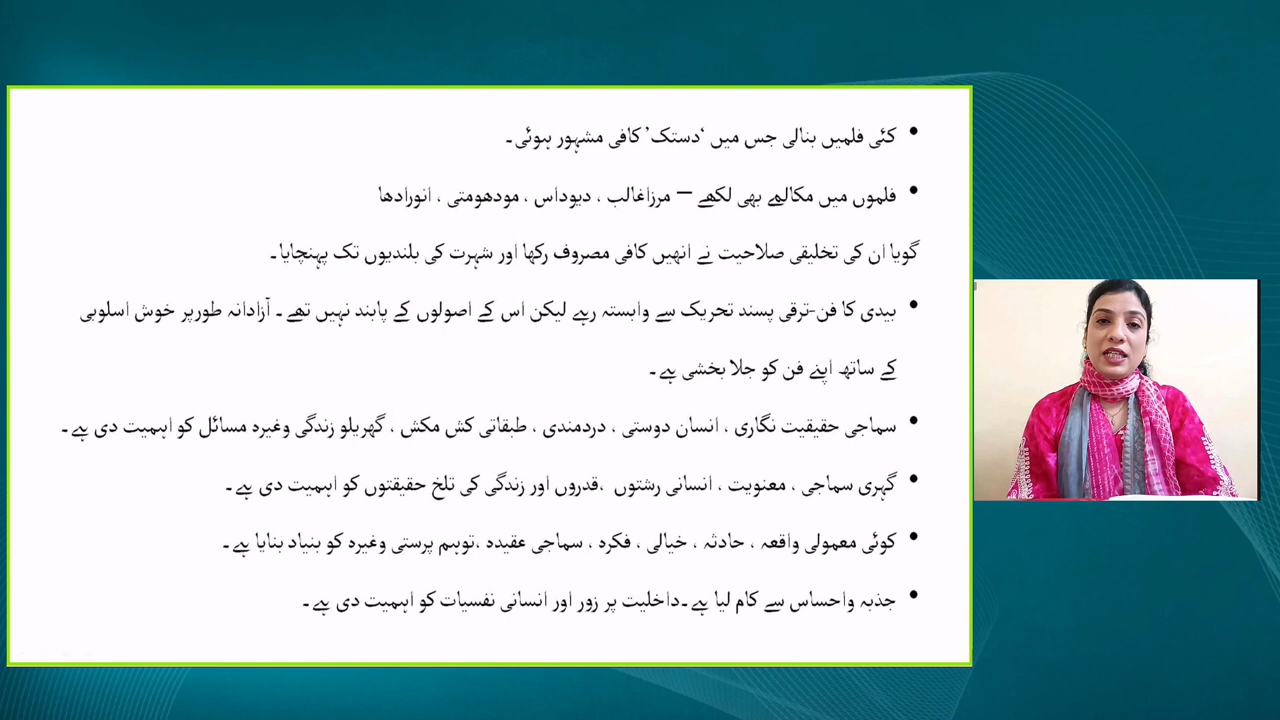 • کئی فلمیں بنالی جس میں ‘دستک’ کافی مشہور ہوئی۔
• فلموں میں مکالمے بھی لکھے – مرزاغالب ، دیوداس ، مودھومتی ، انورادھا
گویا ان کی تخلیقی صلاحیت نے انھیں کافی مصروف رکھا اور شہرت کی بلندیوں تک پہنچایا۔
• بیدی کا فن-ترقی پسند تحریک سے وابستہ رہے لیکن اس کے اصولوں کے پابند نہیں تھے۔ آزادانہ طورپر خوش اسلوبی
کے ساتھ اپنے فن کو جلا بخشی ہے۔
• سماجی حقیقیت نگاری ، انسان دوستی ، دردمندی ، طبقاتی کش مکش ، گھریلو زندگی وغیرہ مسائل کو اہمیت دی ہے۔
• گہری سماجی ، معنویت ، انسانی رشتوں ،قدروں اور زندگی کی تلخ حقیقتوں کو اہمیت دی ہے۔
• کوئی معمولی واقعہ ، حادثہ ، خیالی ، فکرہ ، سماجی عقیدہ ،توہم پرستی وغیرہ کو بنیاد بنایا ہے۔
• جذبہ واحساس سے کام لیا ہے۔داخلیت پر زور اور انسانی نفسیات کو اہمیت دی ہے۔